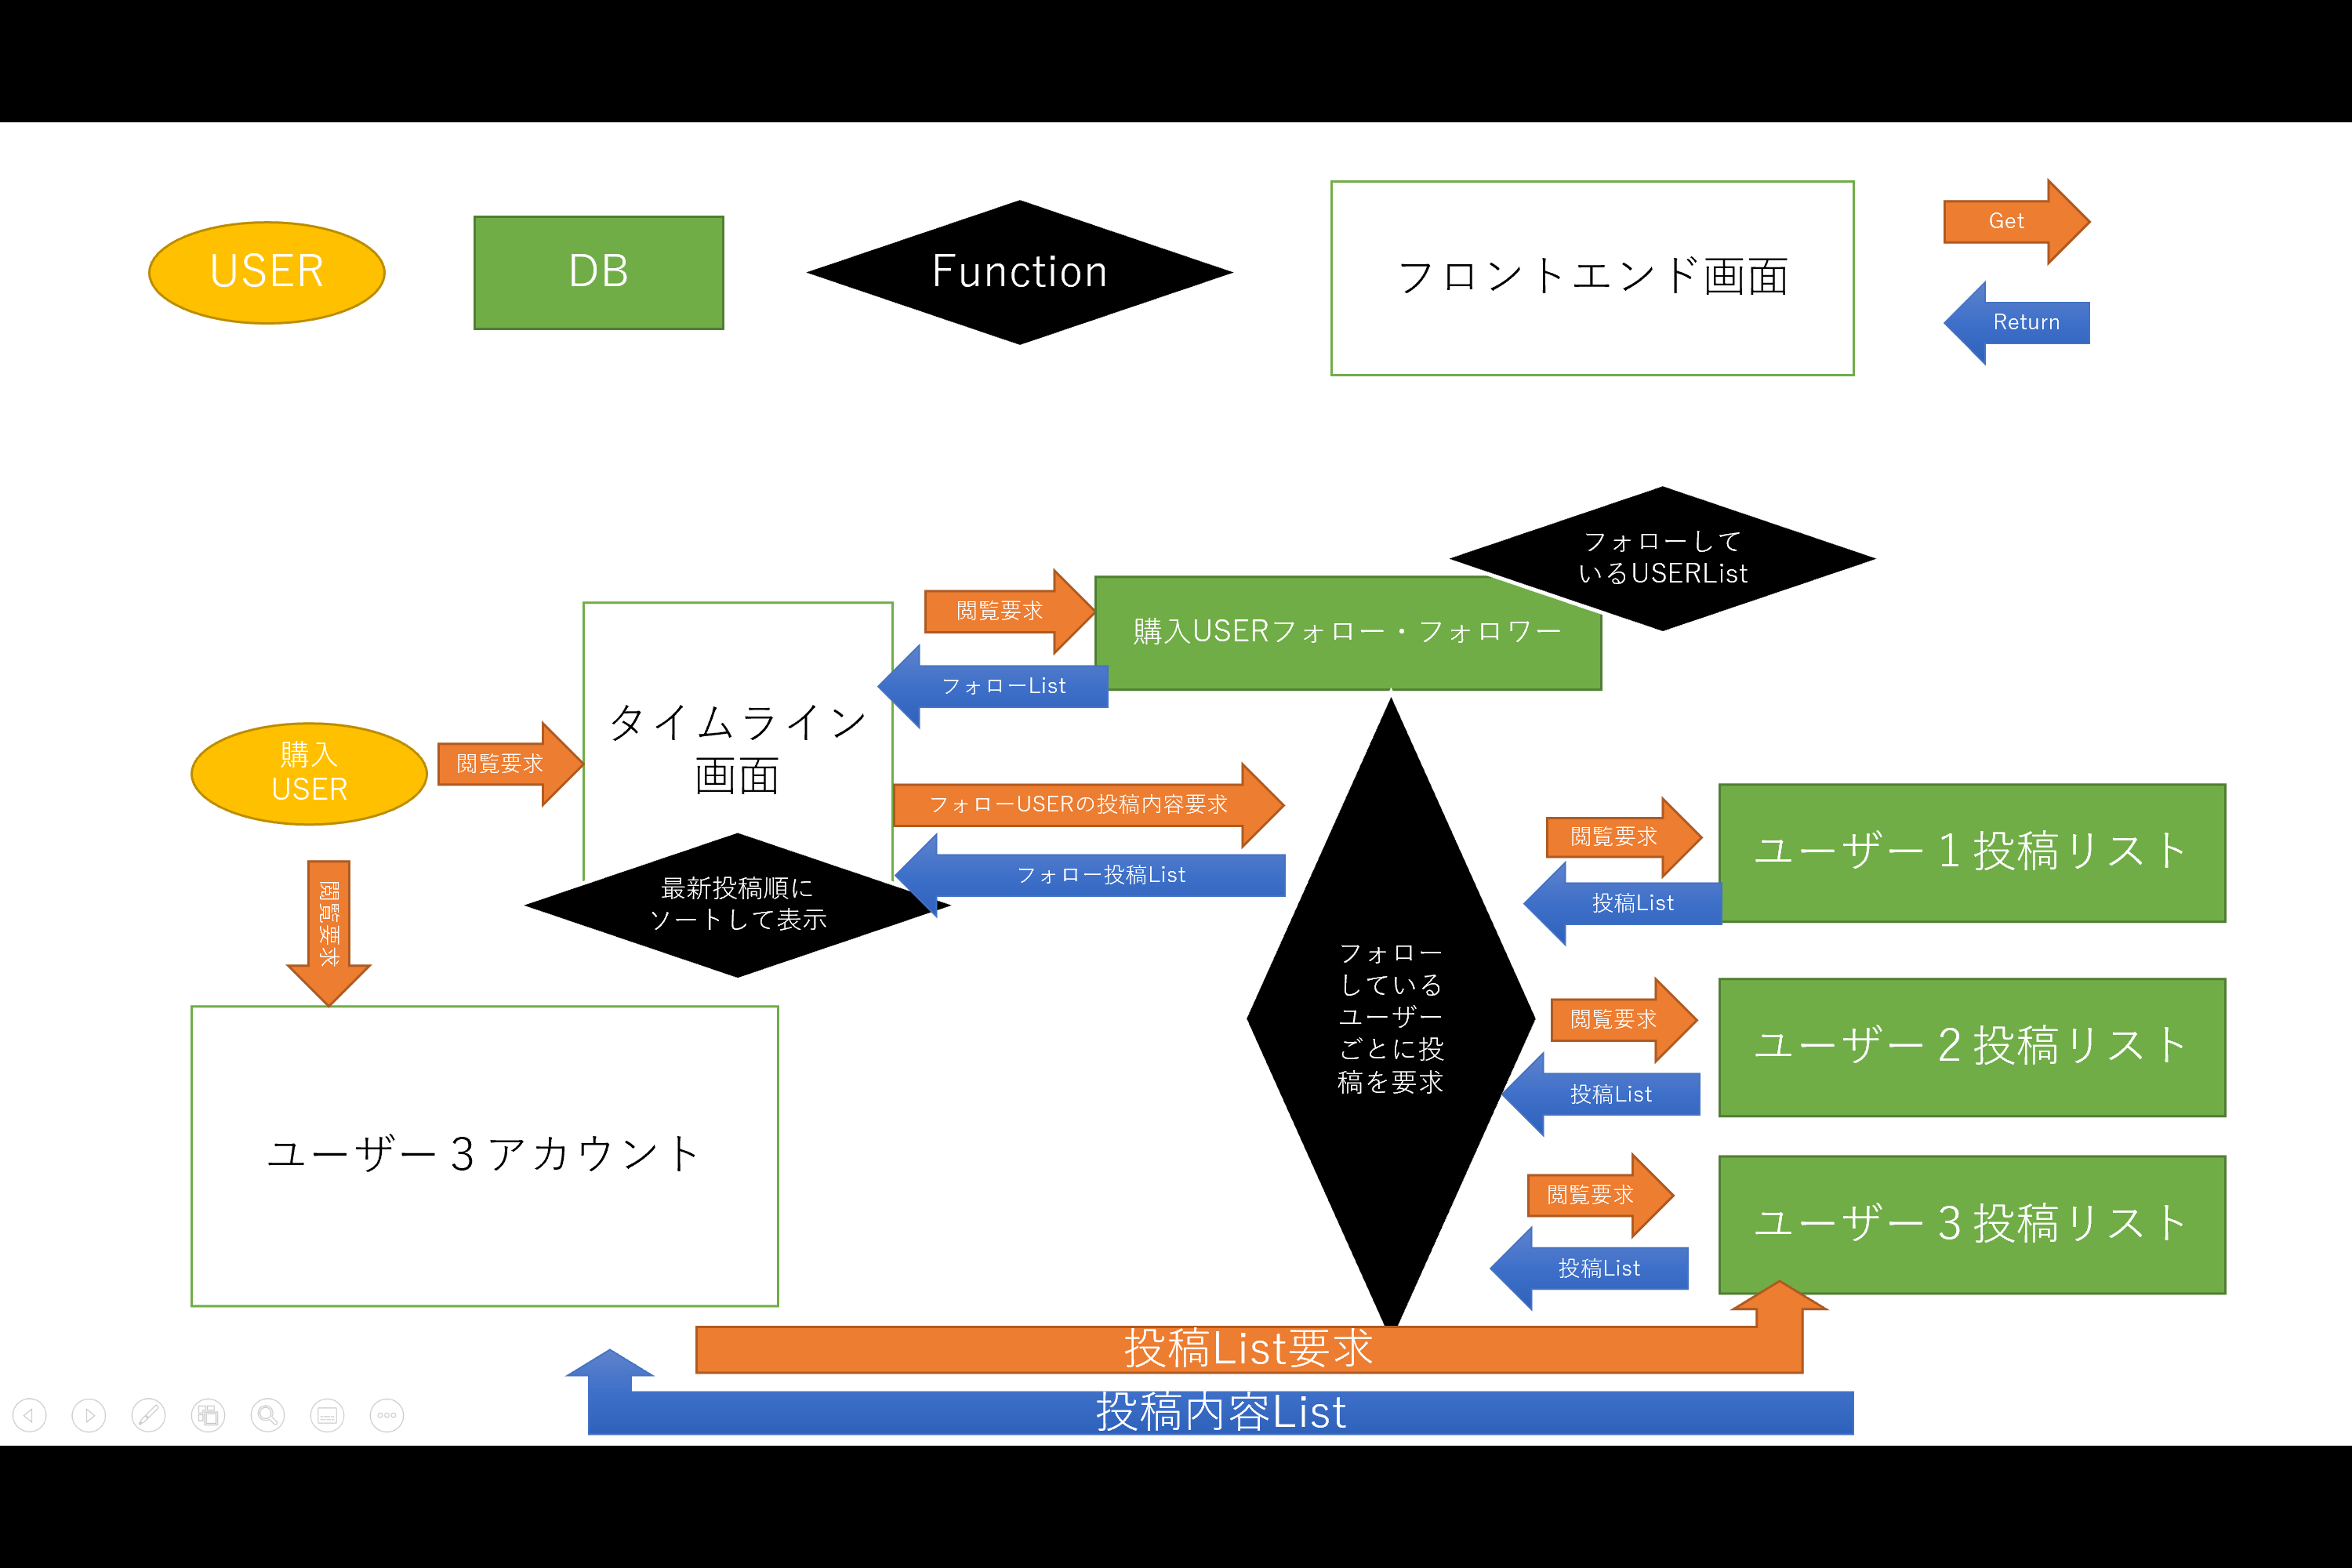 USER
DB
Function
フロントエンド画面
Get
Return
フォローして
いるUSERList
閲覧要求
購入USERフォロー・フォロワー
フォローList
タイムライン
画面
購入
USER
閲覧要求
フォローUSERの投稿内容要求
フォロー投稿List
最新投稿順に
ソートして表示
閲覧要求
フォロー
している
ユーザー
ごとに投
稿を要求
閲覧要求
投稿List
ユーザー１投稿リスト
閲覧要求
投稿List
ユーザー２投稿リスト
閲覧要求
投稿List
ユーザー３投稿リスト
ユーザー３アカウント
投稿List要求
投稿内容List